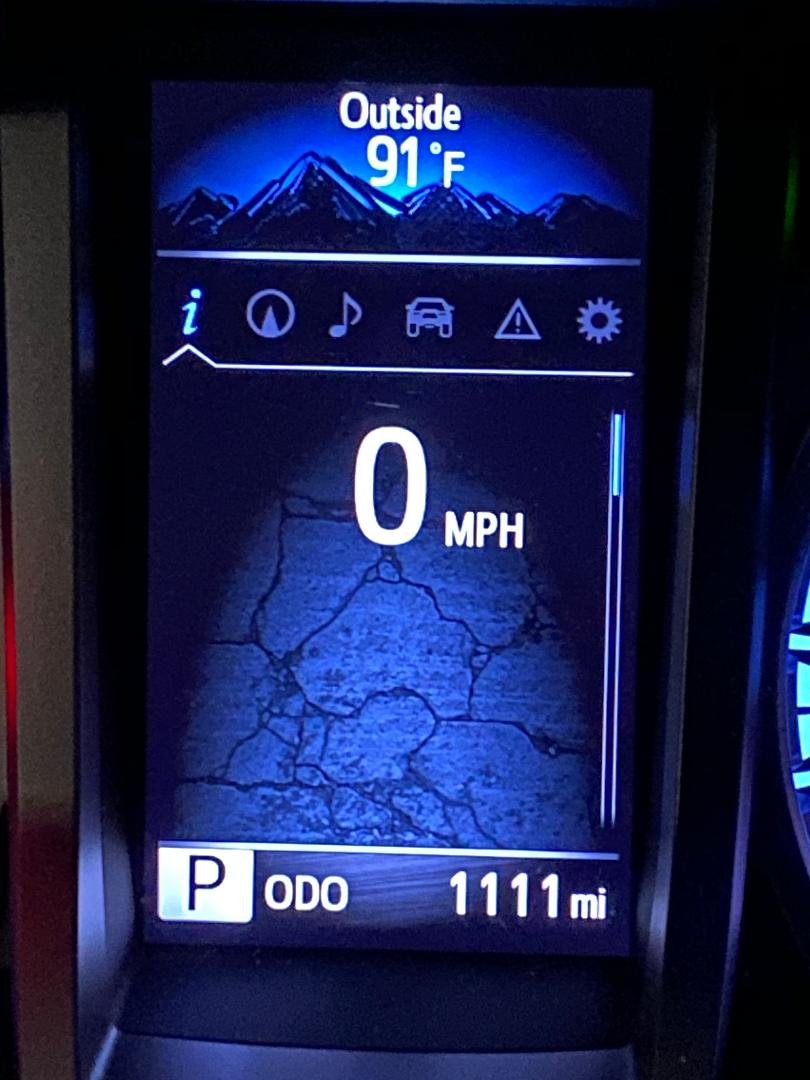 Outside
91°F
i
0 MPH
P ODO 1111 mi